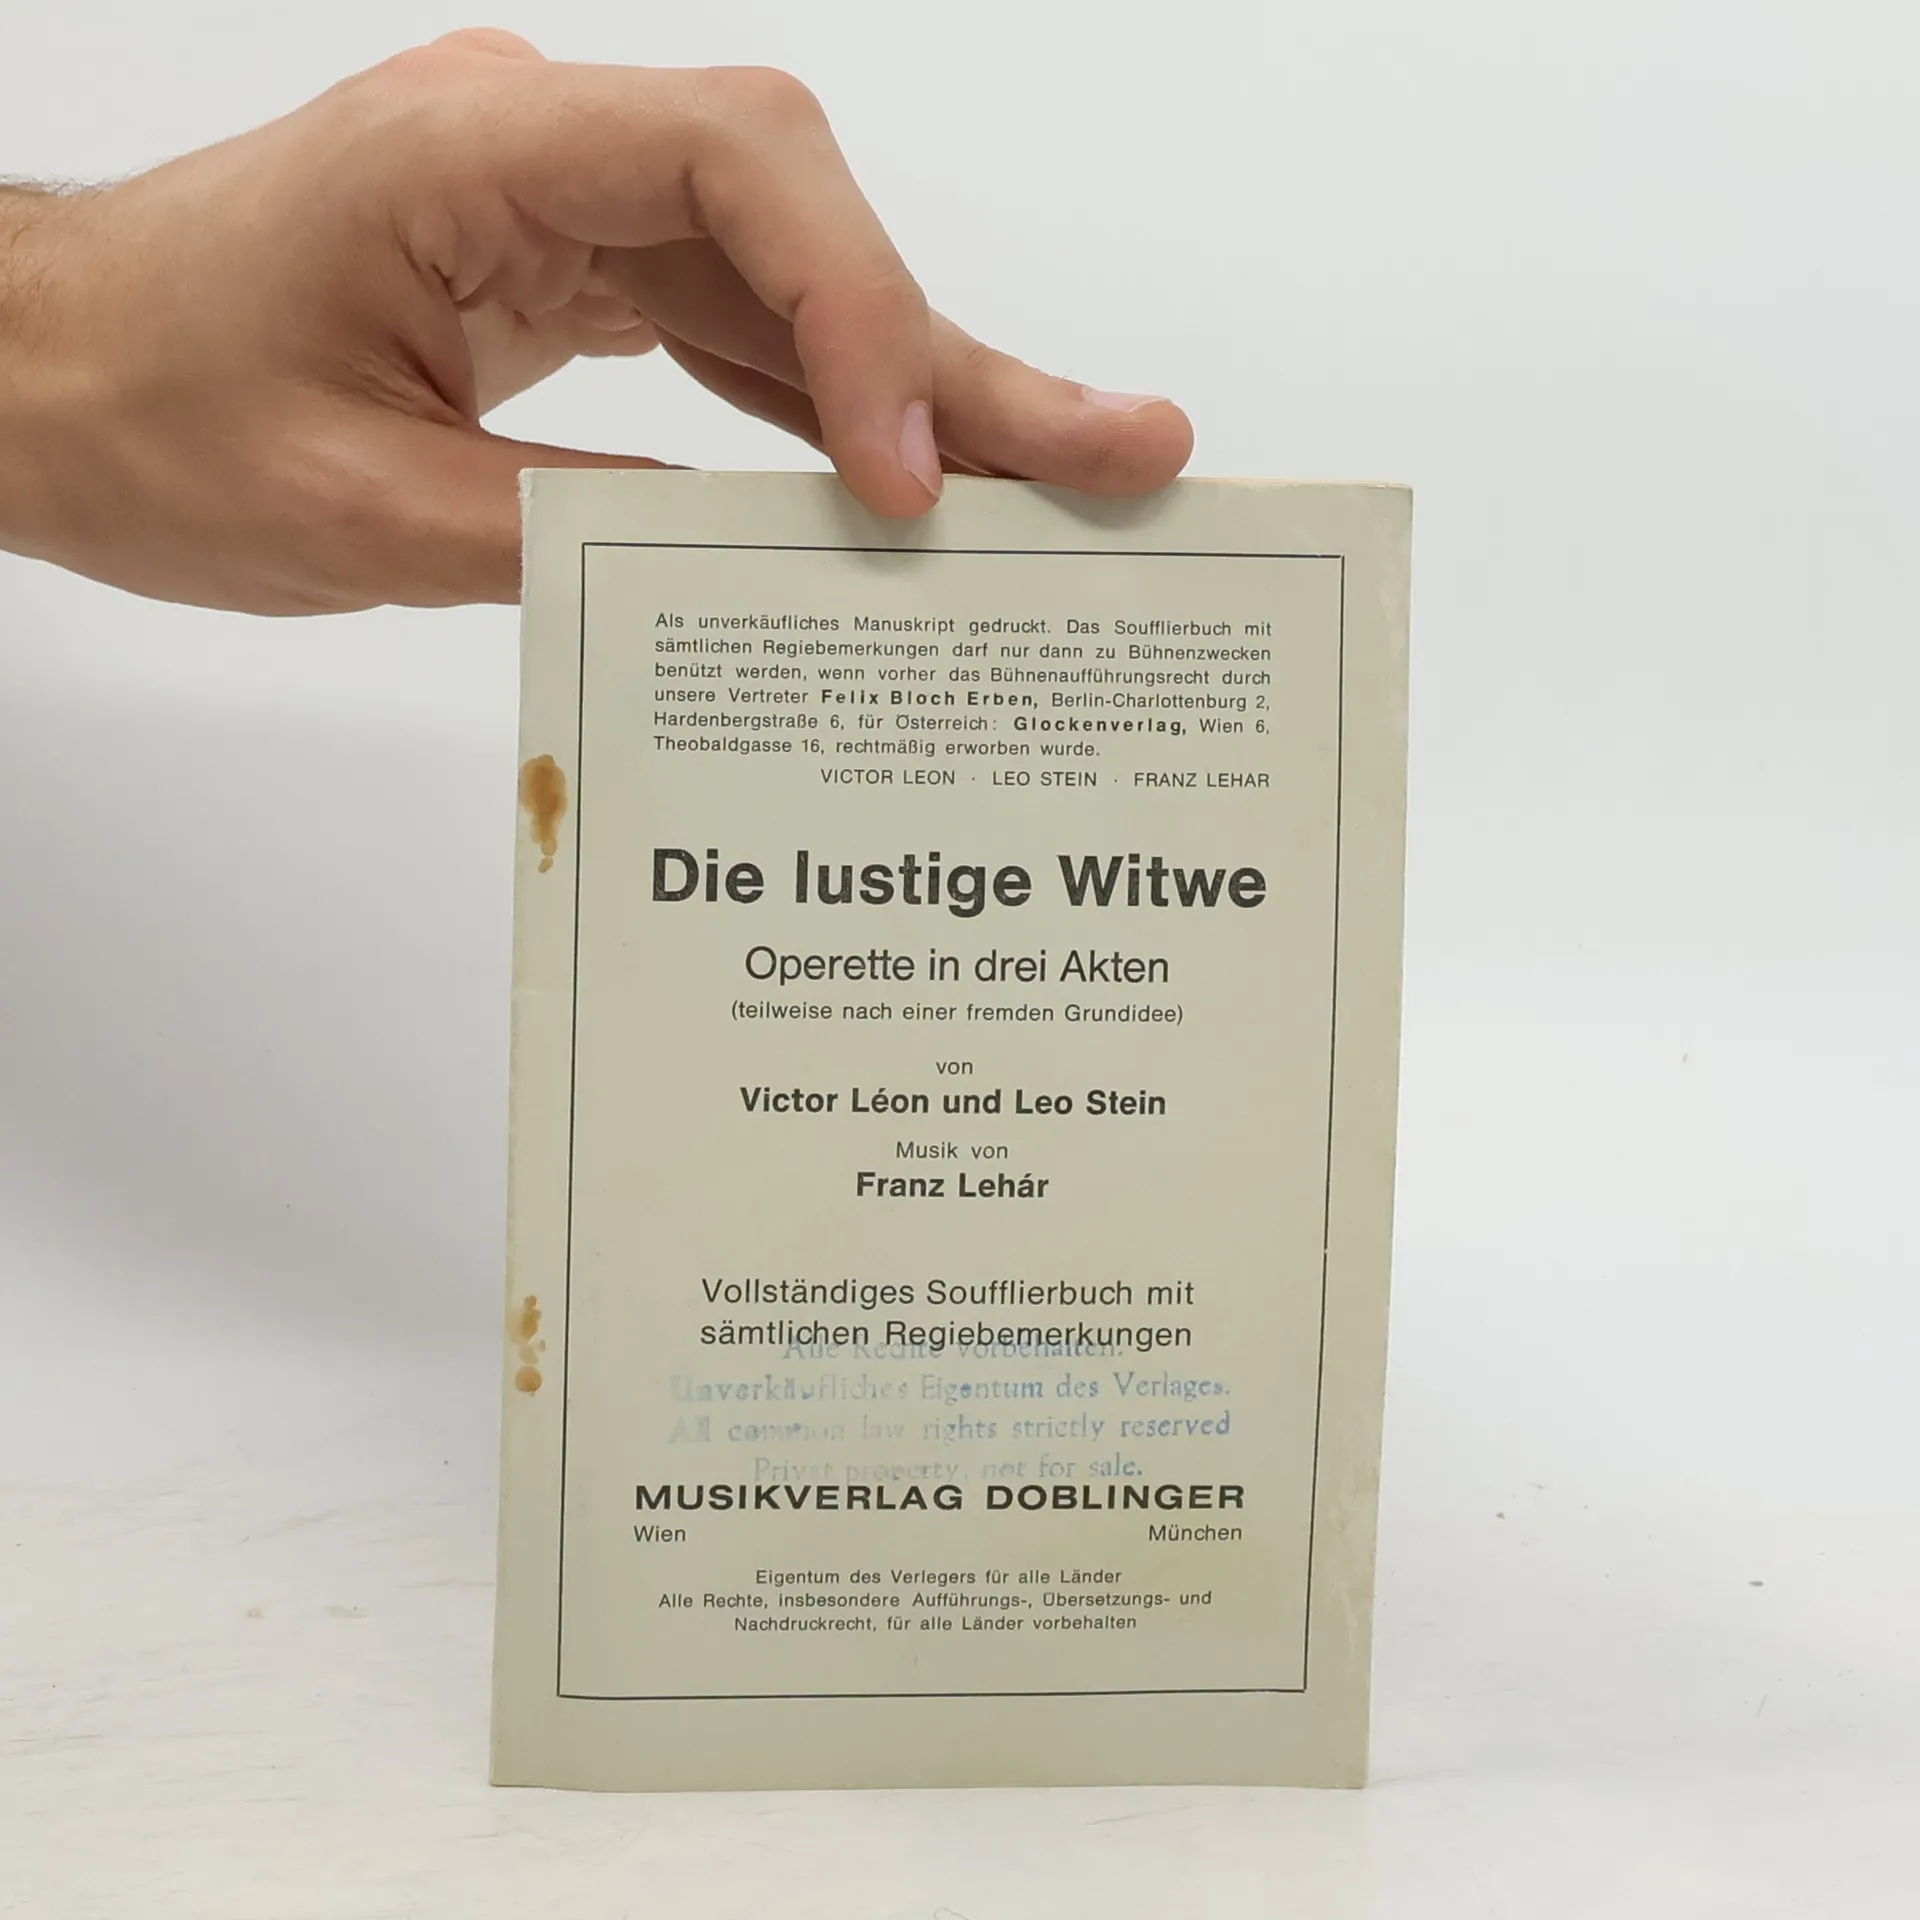 Als unverkäufliches Manuskript gedruckt. Das Soufflierbuch mit
sämtlichen Regiebemerkungen darf nur dann zu Bühnenzwecken
benützt werden, wenn vorher das Bühnenaufführungsrecht durch
unsere Vertreter Felix Bloch Erben, Berlin-Charlottenburg 2,
Hardenbergstraße 6, für Österreich: Glockenverlag, Wien 6,
Theobaldgasse 16, rechtmäßig erworben wurde.
VICTOR LEON · LEO STEIN · FRANZ LEHAR
Die lustige Witwe
Operette in drei Akten
(teilweise nach einer fremden Grundidee)
von
Victor Léon und Leo Stein
Musik von
Franz Lehár
Vollständiges Soufflierbuch mit
sämtlichen Regiebemerkungen
Alle Rechte vorbehalten.
Unverkäufliches Eigentum des Verlages.
All common law rights strictly reserved
Privat property, not for sale.
MUSIKVERLAG DOBLINGER
Wien München
Eigentum des Verlegers für alle Länder
Alle Rechte, insbesondere Aufführungs-, Übersetzungs- und
Nachdruckrecht, für alle Länder vorbehalten